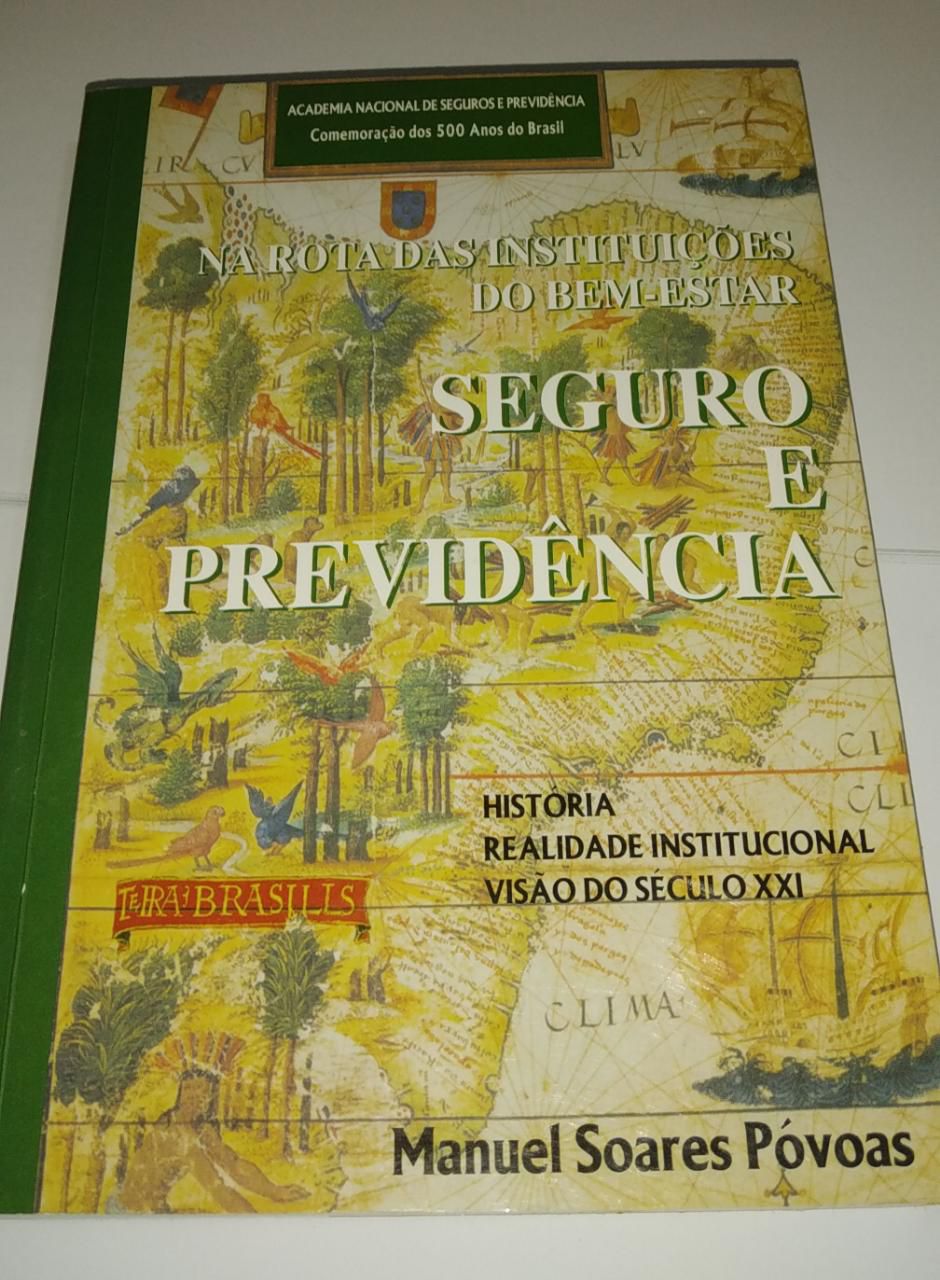 ACADEMIA NACIONAL DE SEGUROS E PREVIDÊNCIA
Comemoração dos 500 Anos do Brasil
NA ROTA DAS INSTITUIÇÕES
DO BEM-ESTAR
SEGURO
E
PREVIDÊNCIA
HISTÓRIA
REALIDADE INSTITUCIONAL
VISÃO DO SÉCULO XXI
BRASILIS
CLIMA
Manuel Soares Póvoas